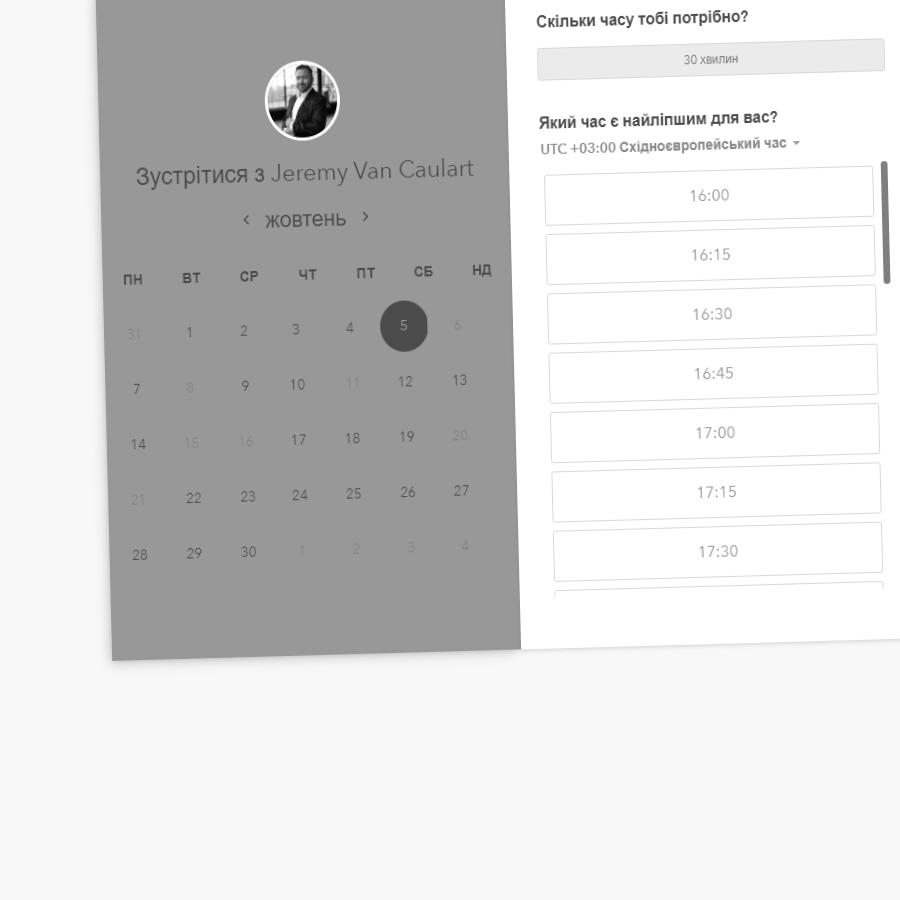 Зустрітися з Jeremy Van Caulart
‹ жовтень ›
ПН ВТ СР ЧТ ПТ СБ НД
31 1 2 3 4 5 6
7 8 9 10 11 12 13
14 15 16 17 18 19 20
21 22 23 24 25 26 27
28 29 30 1 2 3 4
Скільки часу тобі потрібно?
30 хвилин
Який час є найліпшим для вас?
UTC +03:00 Східноєвропейський час
16:00
16:15
16:30
16:45
17:00
17:15
17:30